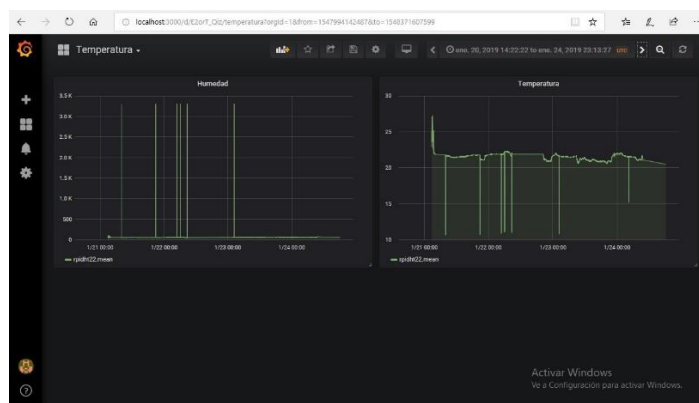 localhost:3000/d/E2orT_Qiz/temperatura?orgId=1&from=1547994142487&to=1548371607599
Temperatura
ene. 20, 2019 14:22:22 to ene. 24, 2019 23:13:27 UTC
Humedad
3.5 K
3.0 K
2.5 K
2.0 K
1.5 K
1.0 K
500
0
1/21 00:00 1/22 00:00 1/23 00:00 1/24 00:00
rpidht22.mean
Temperatura
30
25
20
15
10
1/21 00:00 1/22 00:00 1/23 00:00 1/24 00:00
rpidht22.mean
Activar Windows
Ve a Configuración para activar Windows.